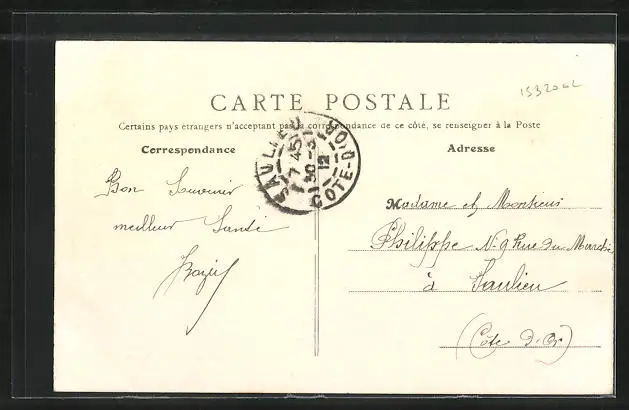 15320CL
CARTE POSTALE
Certains pays étrangers n'acceptant pas la correspondance de ce côté, se renseigner à la Poste
Correspondance
Adresse
SAULIEU
7 45
30-3
12
COTE-D'OR
Bon Souvenir
meilleur Santé
Madame et Monsieur
Philippe N. 9 Rue du Marché
à Saulieu
(Côte d'Or)